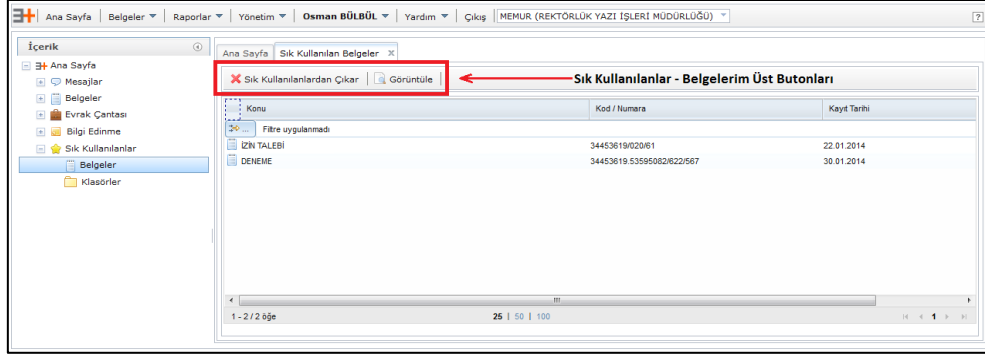 Ana Sayfa Belgeler Raporlar Yönetim Osman BÜLBÜL Yardım Çıkış MEMUR (REKTÖRLÜK YAZI İŞLERİ MÜDÜRLÜĞÜ) ?
İçerik
Ana Sayfa
Mesajlar
Belgeler
Evrak Çantası
Bilgi Edinme
Sık Kullanılanlar
Belgeler
Klasörler
Ana Sayfa Sık Kullanılan Belgeler X
Sık Kullanılanlardan Çıkar Görüntüle Sık Kullanılanlar - Belgelerim Üst Butonları
Konu Kod / Numara Kayıt Tarihi
... Filtre uygulanmadı
İZİN TALEBİ 34453619/020/61 22.01.2014
DENEME 34453619.53595082/622/567 30.01.2014
1 - 2 / 2 öğe 25 | 50 | 100 1